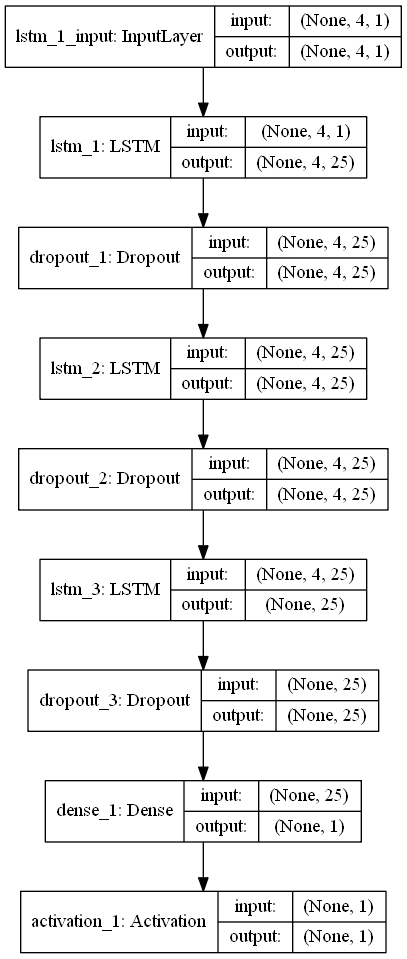 lstm_1_input: InputLayer
input: (None, 4, 1)
output: (None, 4, 1)
lstm_1: LSTM
input: (None, 4, 1)
output: (None, 4, 25)
dropout_1: Dropout
input: (None, 4, 25)
output: (None, 4, 25)
lstm_2: LSTM
input: (None, 4, 25)
output: (None, 4, 25)
dropout_2: Dropout
input: (None, 4, 25)
output: (None, 4, 25)
lstm_3: LSTM
input: (None, 4, 25)
output: (None, 25)
dropout_3: Dropout
input: (None, 25)
output: (None, 25)
dense_1: Dense
input: (None, 25)
output: (None, 1)
activation_1: Activation
input: (None, 1)
output: (None, 1)